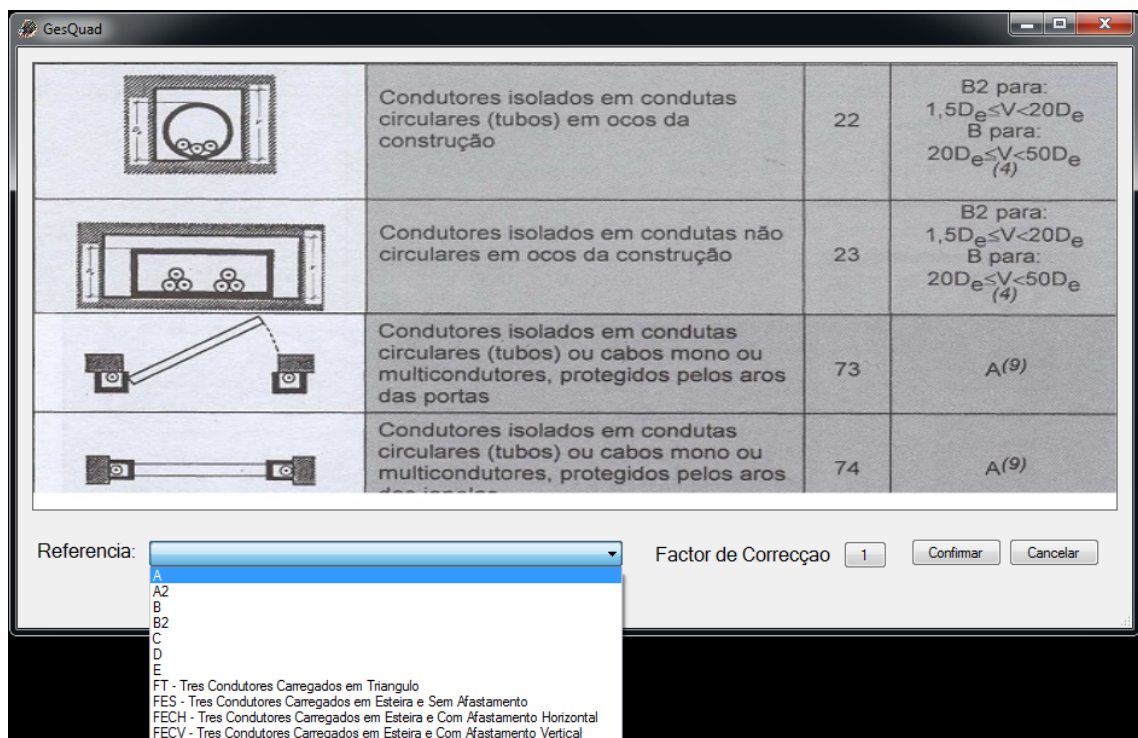 GesQuad
Condutores isolados em condutas
circulares (tubos) em ocos da
construção
22
B2 para:
1,5De≤V<20De
B para:
20De≤V<50De
(4)
Condutores isolados em condutas não
circulares em ocos da construção
23
B2 para:
1,5De≤V<20De
B para:
20De≤V<50De
(4)
Condutores isolados em condutas
circulares (tubos) ou cabos mono ou
multicondutores, protegidos pelos aros
das portas
73
A(9)
Condutores isolados em condutas
circulares (tubos) ou cabos mono ou
multicondutores, protegidos pelos aros
74
A(9)
Referencia:
Factor de Correcçao
1
Confirmar
Cancelar
A
A2
B
B2
C
D
E
FT - Tres Condutores Carregados em Triangulo
FES - Tres Condutores Carregados em Esteira e Sem Afastamento
FECH - Tres Condutores Carregados em Esteira e Com Afastamento Horizontal
FECV - Tres Condutores Carregados em Esteira e Com Afastamento Vertical